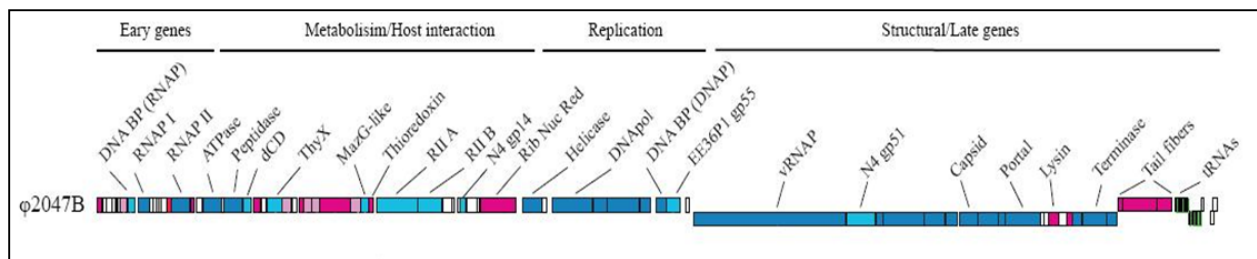 Eary genes
Metabolisim/Host interaction
Replication
Structural/Late genes
DNA BP (RNAP)
RNAP I
RNAP II
ATPase
Peptidase
dCD
ThyX
MazG-like
Thioredoxin
RII A
RII B
N4 gp14
Rib Nuc Red
Helicase
DNApol
DNA BP (DNAP)
EE36P1 gp55
vRNAP
N4 gp51
Capsid
Portal
Lysin
Terminase
Tail fibers
tRNAs
φ2047B